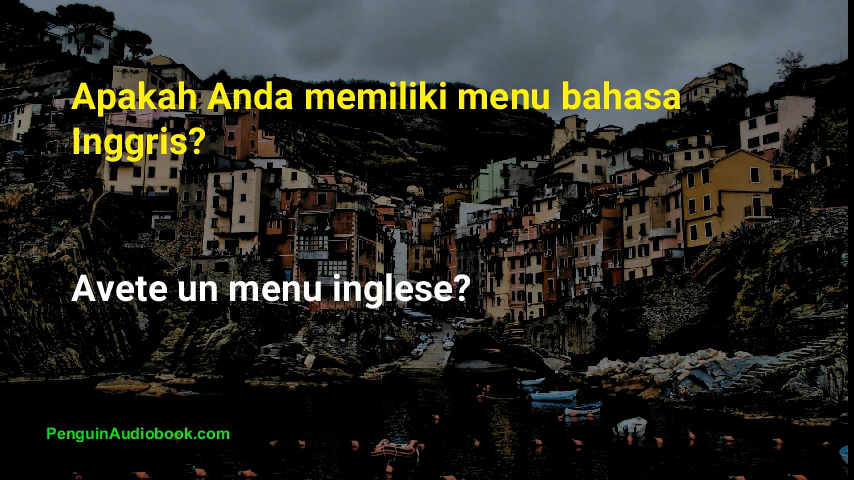 Apakah Anda memiliki menu bahasa
Inggris?
Avete un menu inglese?
PenguinAudiobook.com